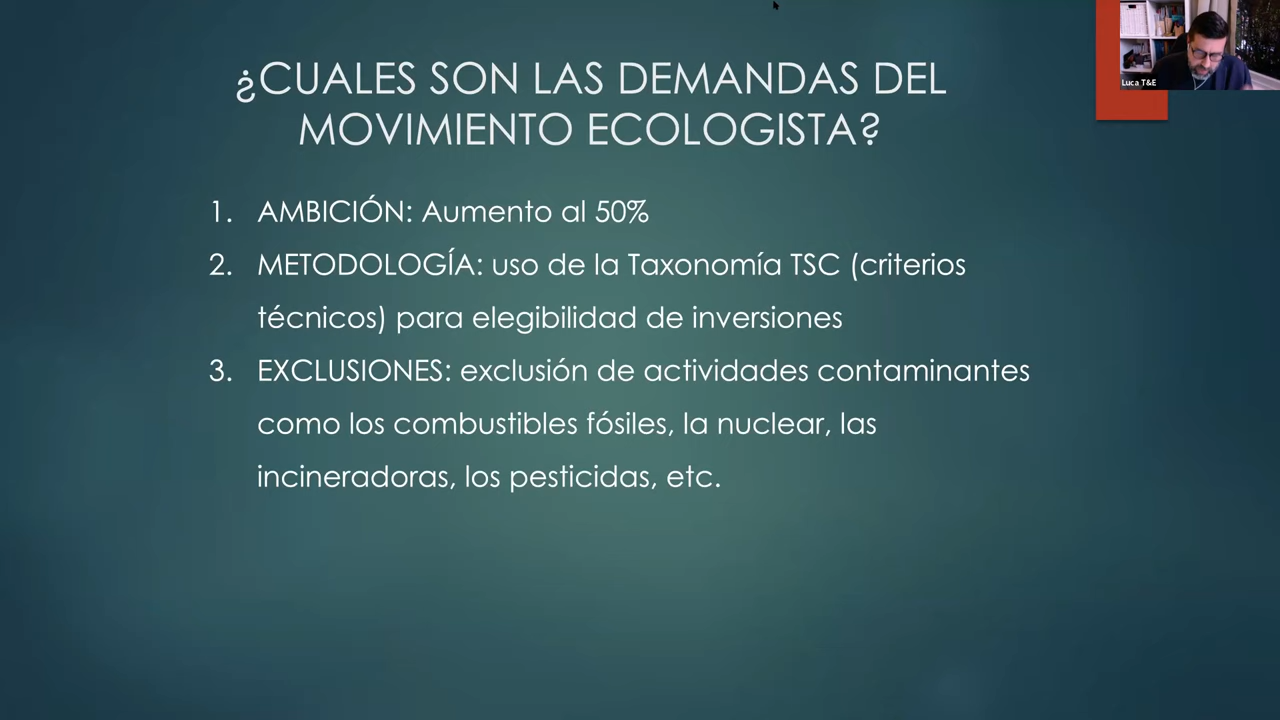 ¿CUALES SON LAS DEMANDAS DEL
MOVIMIENTO ECOLOGISTA?
1. AMBICIÓN: Aumento al 50%
2. METODOLOGÍA: uso de la Taxonomía TSC (criterios
técnicos) para elegibilidad de inversiones
3. EXCLUSIONES: exclusión de actividades contaminantes
como los combustibles fósiles, la nuclear, las
incineradoras, los pesticidas, etc.
Luca T&E